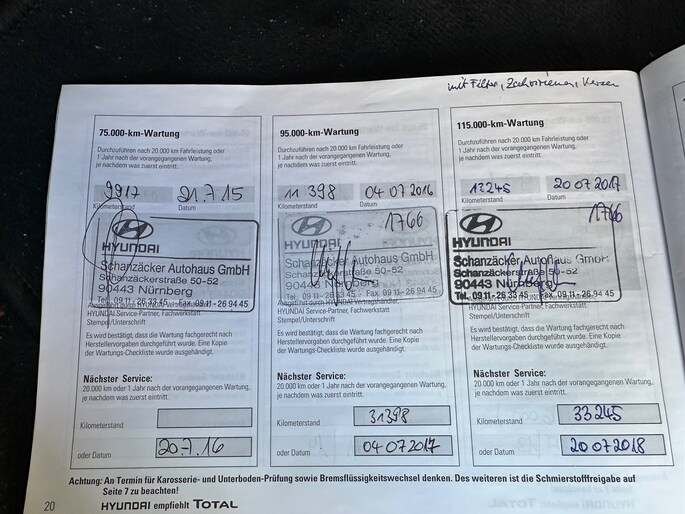 mit Filter, Zahnriemen, Kerzen
75.000-km-Wartung
Durchzuführen nach 20.000 km Fahrleistung oder
1 Jahr nach der vorangegangenen Wartung,
je nachdem was zuerst eintritt.
9917
21.7.15
Kilometerstand
Datum
HYUNDAI
Schanzäcker Autohaus GmbH
Schanzäckerstraße 50-52
90443 Nürnberg
Tel. 09 11 - 26 33 45 Fax. 09 11 - 26 94 45
HYUNDAI Service-Partner, Fachwerkstatt
Stempel/Unterschrift
Es wird bestätigt, dass die Wartung fachgerecht nach
Herstellervorgaben durchgeführt wurde. Eine Kopie
der Wartungs-Checkliste wurde ausgehändigt.
Nächster Service:
20.000 km oder 1 Jahr nach der vorangegangenen Wartung,
je nachdem was zuerst eintritt.
Kilometerstand
oder Datum
20.7.16
95.000-km-Wartung
Durchzuführen nach 20.000 km Fahrleistung oder
1 Jahr nach der vorangegangenen Wartung,
je nachdem was zuerst eintritt.
11 398
04 07 2016
Kilometerstand
Datum
1766
HYUNDAI
Schanzäcker Autohaus GmbH
Schanzäckerstraße 50-52
90443 Nürnberg
Tel. 09 11 - 26 33 45 Fax. 09 11 - 26 94 45
HYUNDAI Service-Partner, Fachwerkstatt
Stempel/Unterschrift
Es wird bestätigt, dass die Wartung fachgerecht nach
Herstellervorgaben durchgeführt wurde. Eine Kopie
der Wartungs-Checkliste wurde ausgehändigt.
Nächster Service:
20.000 km oder 1 Jahr nach der vorangegangenen Wartung,
je nachdem was zuerst eintritt.
Kilometerstand
31398
oder Datum
04 07 2017
115.000-km-Wartung
Durchzuführen nach 20.000 km Fahrleistung oder
1 Jahr nach der vorangegangenen Wartung,
je nachdem was zuerst eintritt.
13245
20 07 2017
Kilometerstand
Datum
1766
HYUNDAI
Schanzäcker Autohaus GmbH
Schanzäckerstraße 50-52
90443 Nürnberg
Tel. 09 11 - 26 33 45 Fax. 09 11 - 26 94 45
HYUNDAI Service-Partner, Fachwerkstatt
Stempel/Unterschrift
Es wird bestätigt, dass die Wartung fachgerecht nach
Herstellervorgaben durchgeführt wurde. Eine Kopie
der Wartungs-Checkliste wurde ausgehändigt.
Nächster Service:
20.000 km oder 1 Jahr nach der vorangegangenen Wartung,
je nachdem was zuerst eintritt.
Kilometerstand
33 245
oder Datum
20 07 2018
Achtung: An Termin für Karosserie- und Unterboden-Prüfung sowie Bremsflüssigkeitswechsel denken. Des weiteren ist die Schmierstofffreigabe auf
Seite 7 zu beachten!
20 HYUNDAI empfiehlt TOTAL